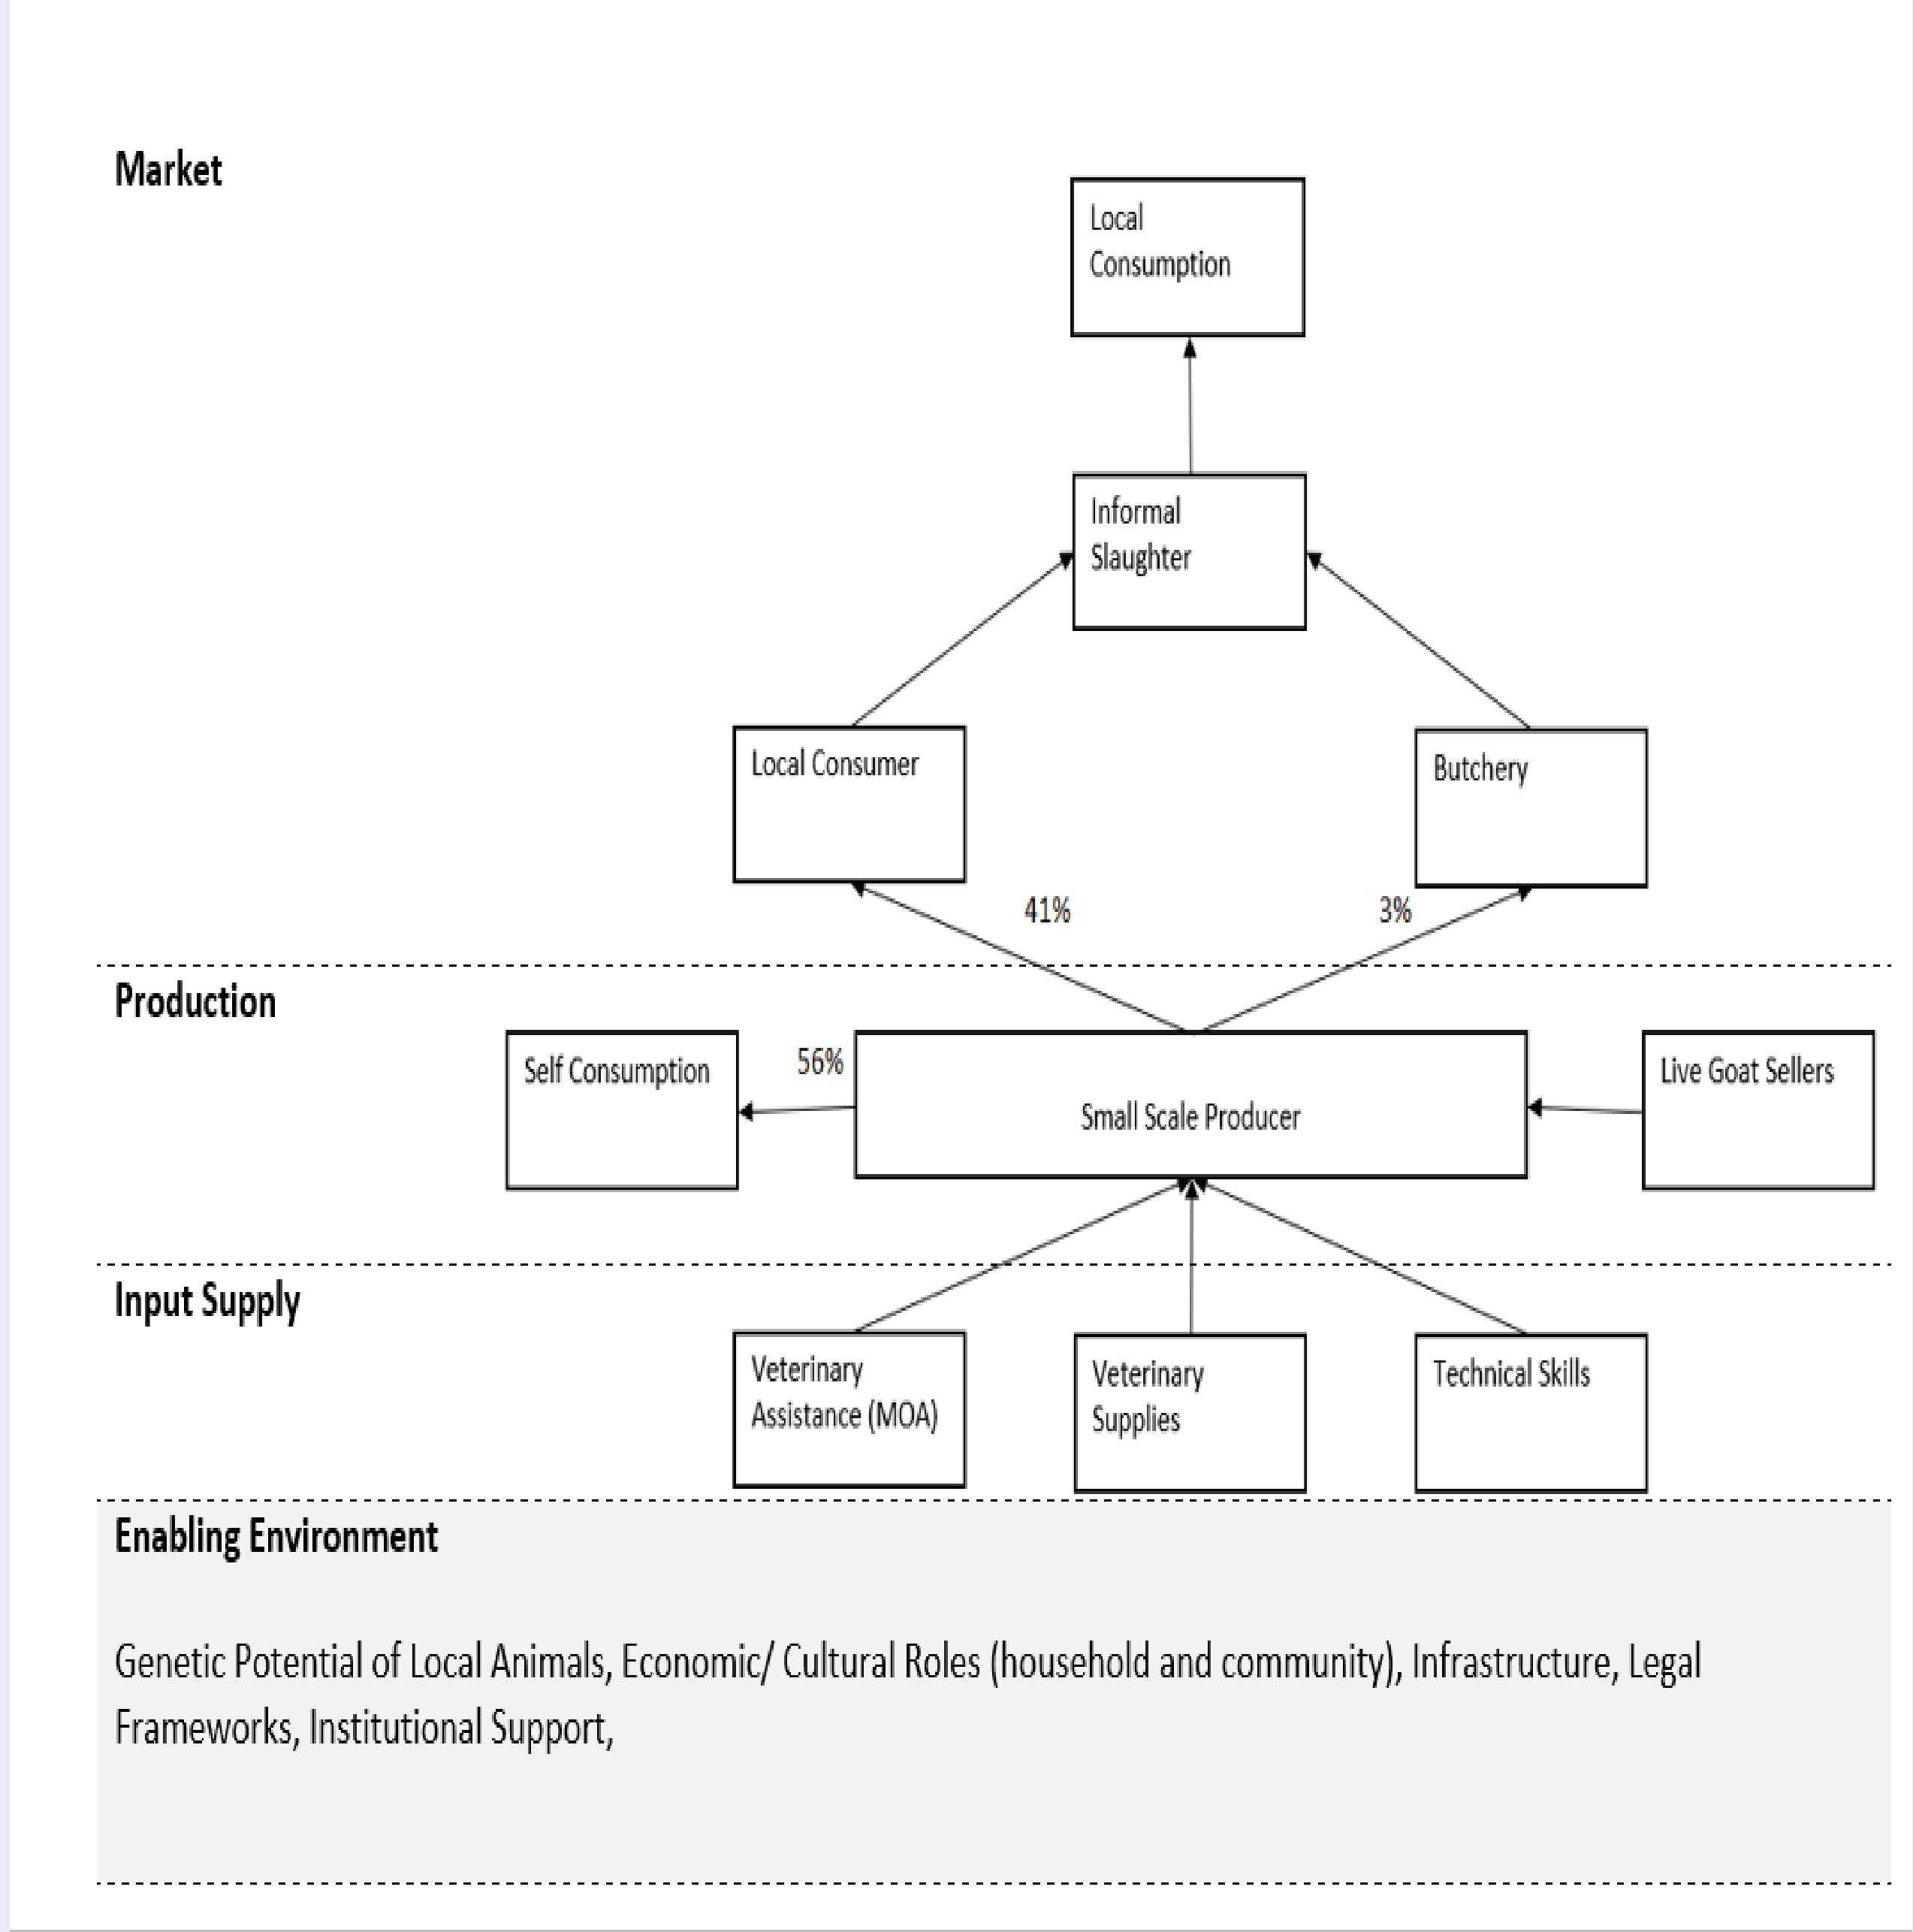 Market
Local
Consumption
Informal
Slaughter
Local Consumer
Butchery
41%
3%
Production
Self Consumption
56%
Small Scale Producer
Live Goat Sellers
Input Supply
Veterinary
Assistance (MOA)
Veterinary
Supplies
Technical Skills
Enabling Environment
Genetic Potential of Local Animals, Economic/ Cultural Roles (household and community), Infrastructure, Legal
Frameworks, Institutional Support,